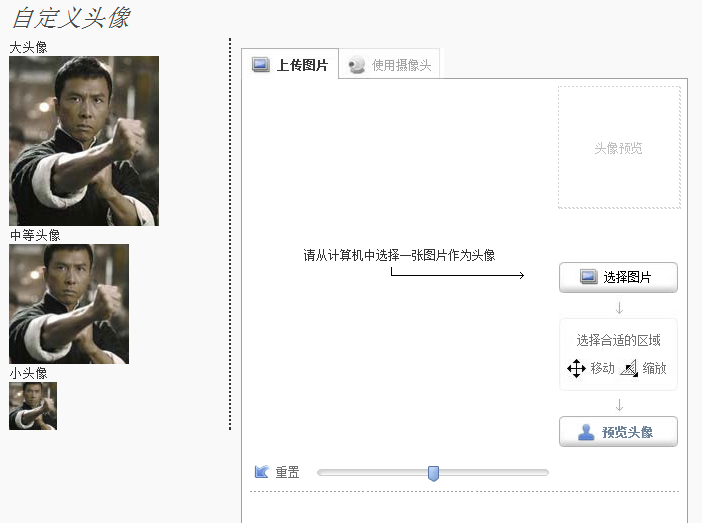 自定义头像
大头像
中等头像
小头像
上传图片
使用摄像头
头像预览
请从计算机中选择一张图片作为头像
选择图片
选择合适的区域
移动 缩放
预览头像
重置